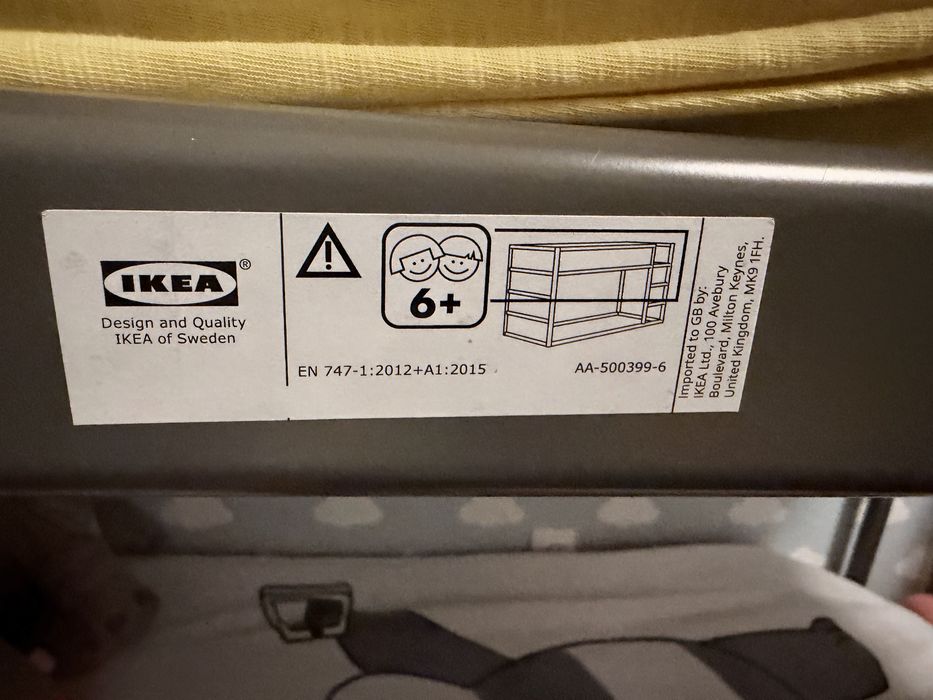 IKEA®
Design and Quality
IKEA of Sweden
6+
EN 747-1:2012+A1:2015
AA-500399-6
Imported to GB by:
IKEA Ltd., 100 Avebury
Boulevard, Milton Keynes,
United Kingdom, MK9 1FH.